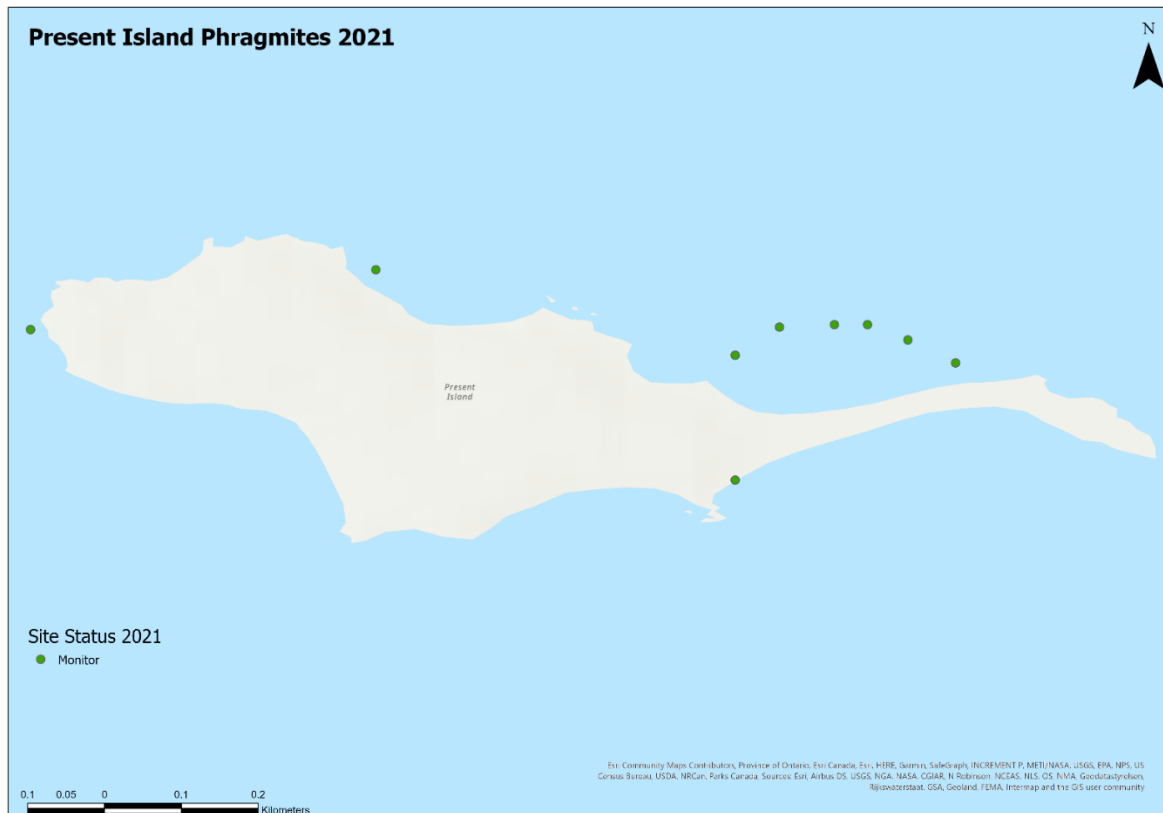 Present Island Phragmites 2021
N
Present
Island
Site Status 2021
Monitor
Esri Community Maps Contributors, Province of Ontario, Esri Canada, Esri, HERE, Garmin, SafeGraph, INCREMENT P, METI/NASA, USGS, EPA, NPS, US
Census Bureau, USDA, NRCan, Parks Canada, Sources: Esri, Airbus DS, USGS, NGA, NASA, CGIAR, N Robinson, NCEAS, NLS, OS, NMA, Geodatastyrelsen,
Rijkswaterstaat, GSA, Geoland, FEMA, Intermap and the GIS user community
0.1 0.05 0 0.1 0.2
Kilometers